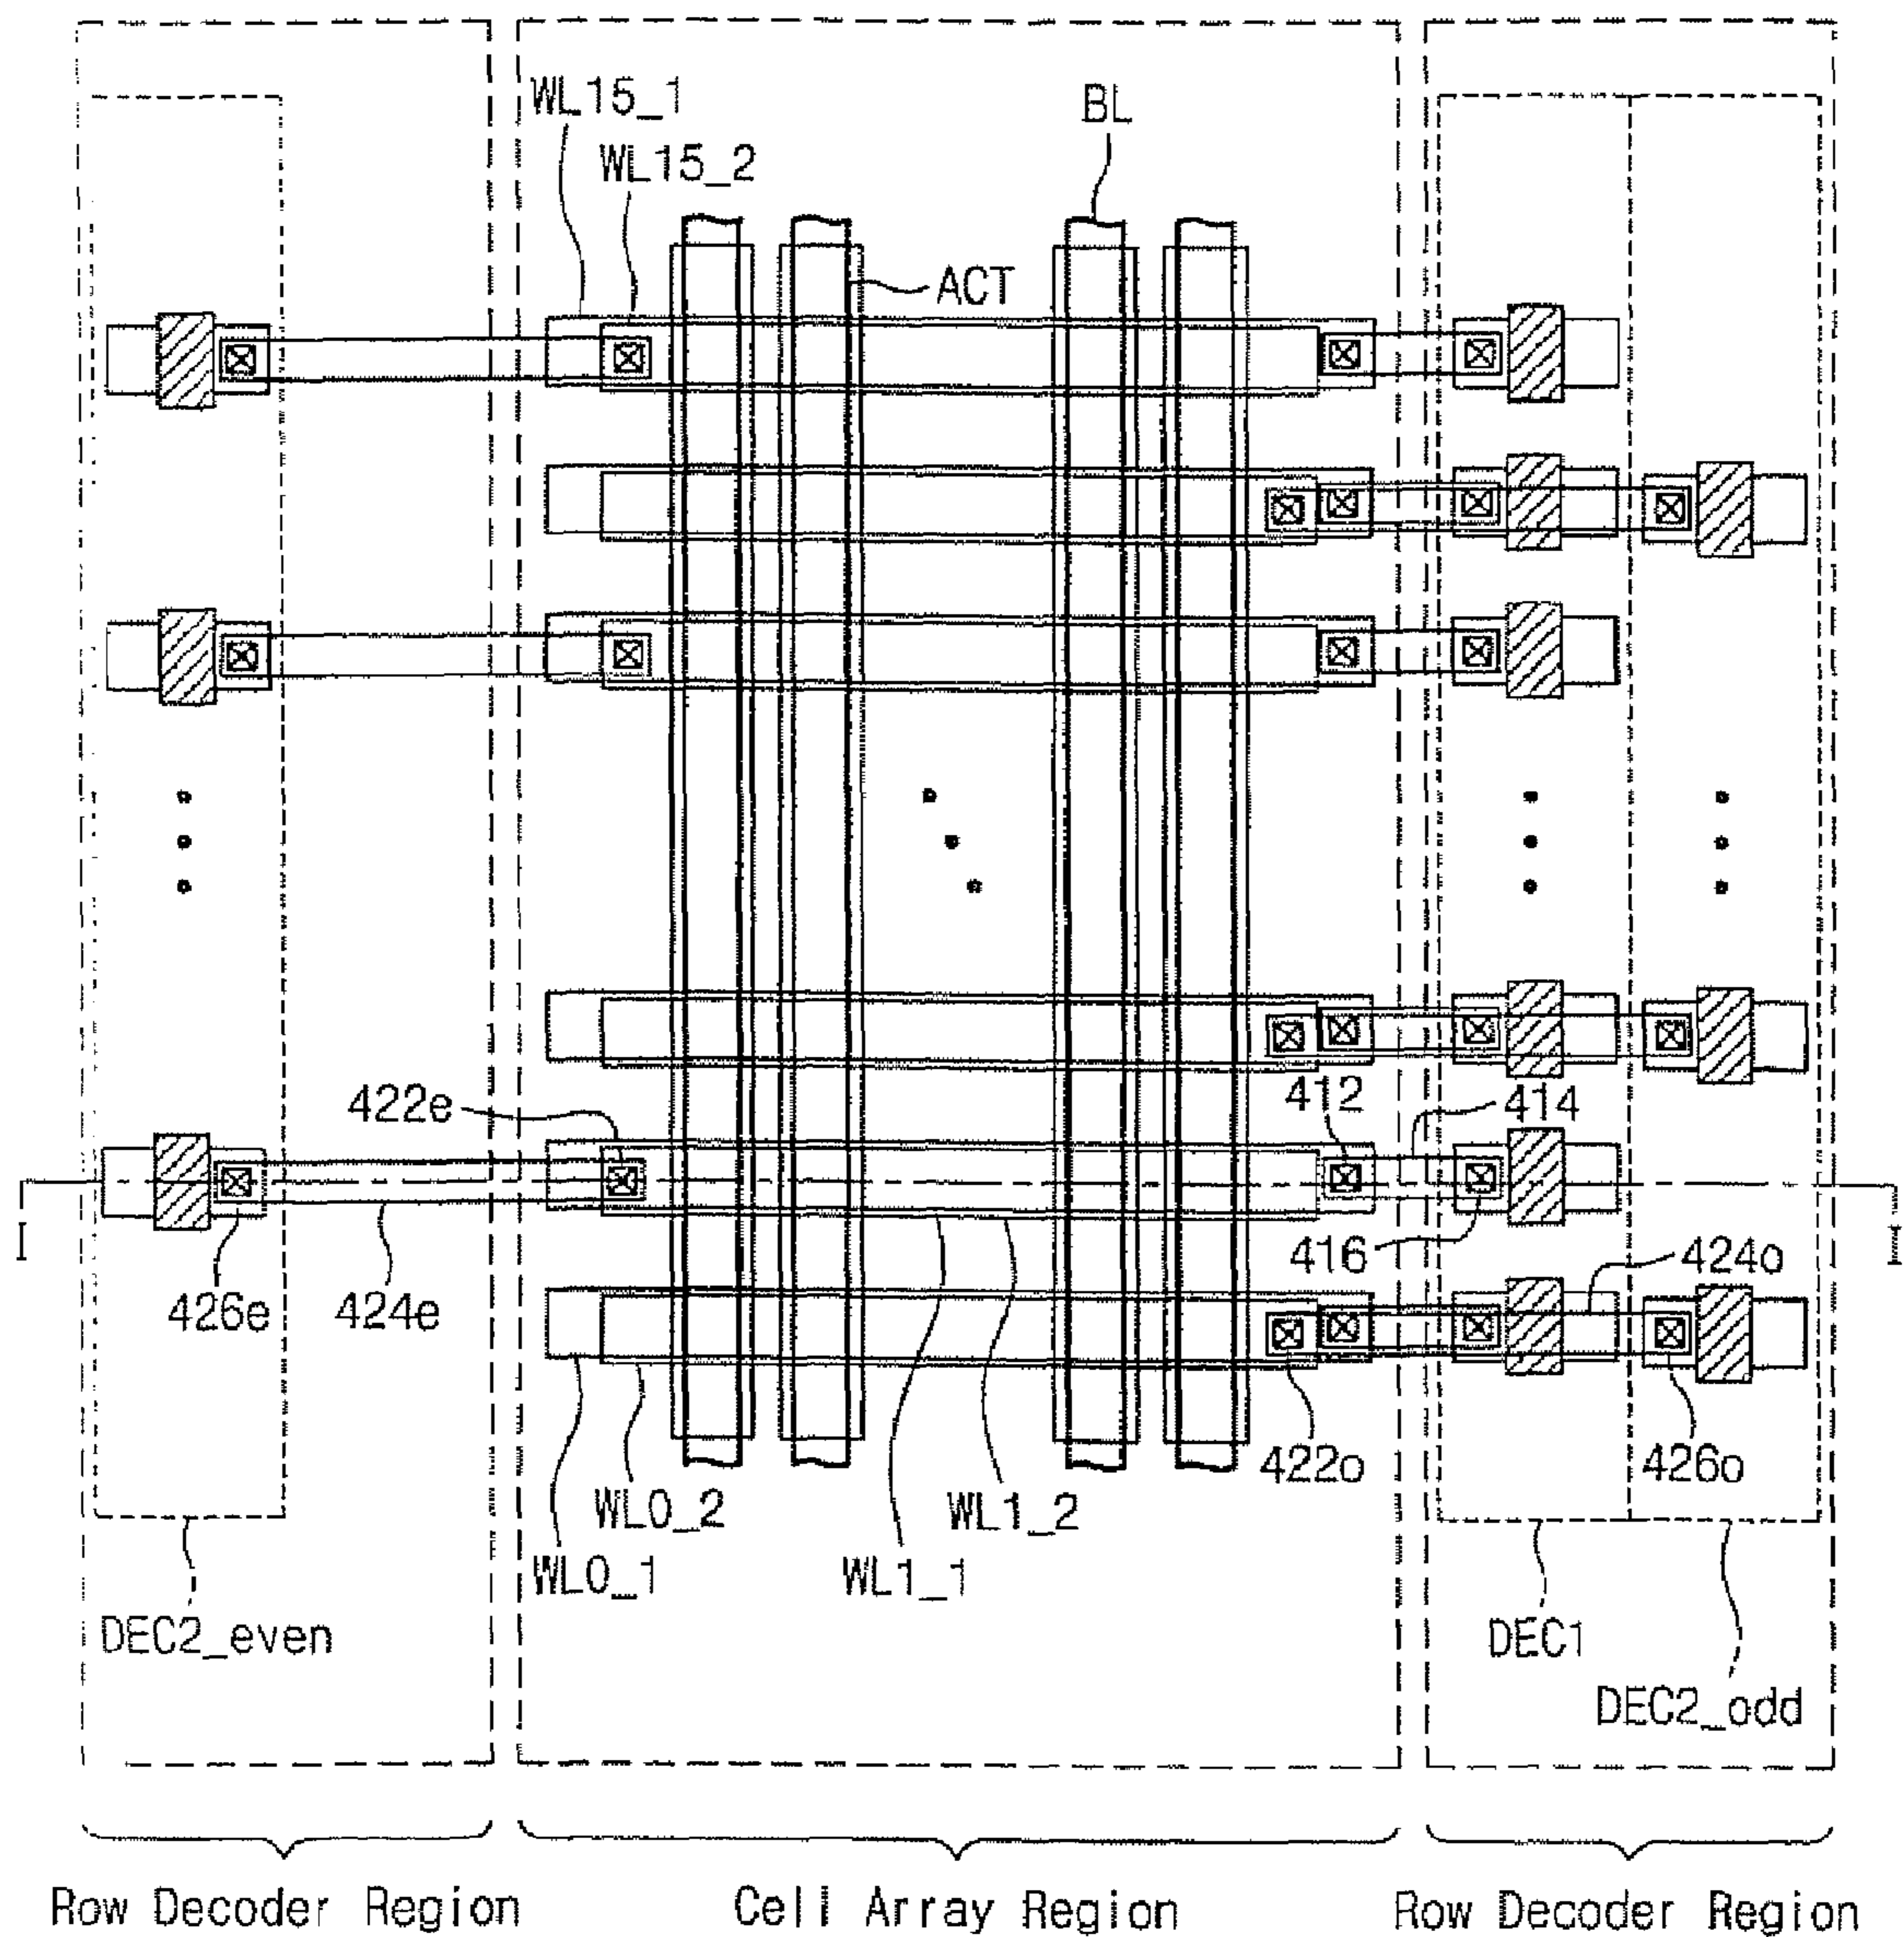 WL15_1
BL
WL15_2
ACT
422e
412
414
I
I
416
424o
426e
424e
422o
426o
WL0_2
WL1_2
WL0_1
WL1_1
DEC2_even
DEC1
DEC2_odd
Row Decoder Region
Cell Array Region
Row Decoder Region